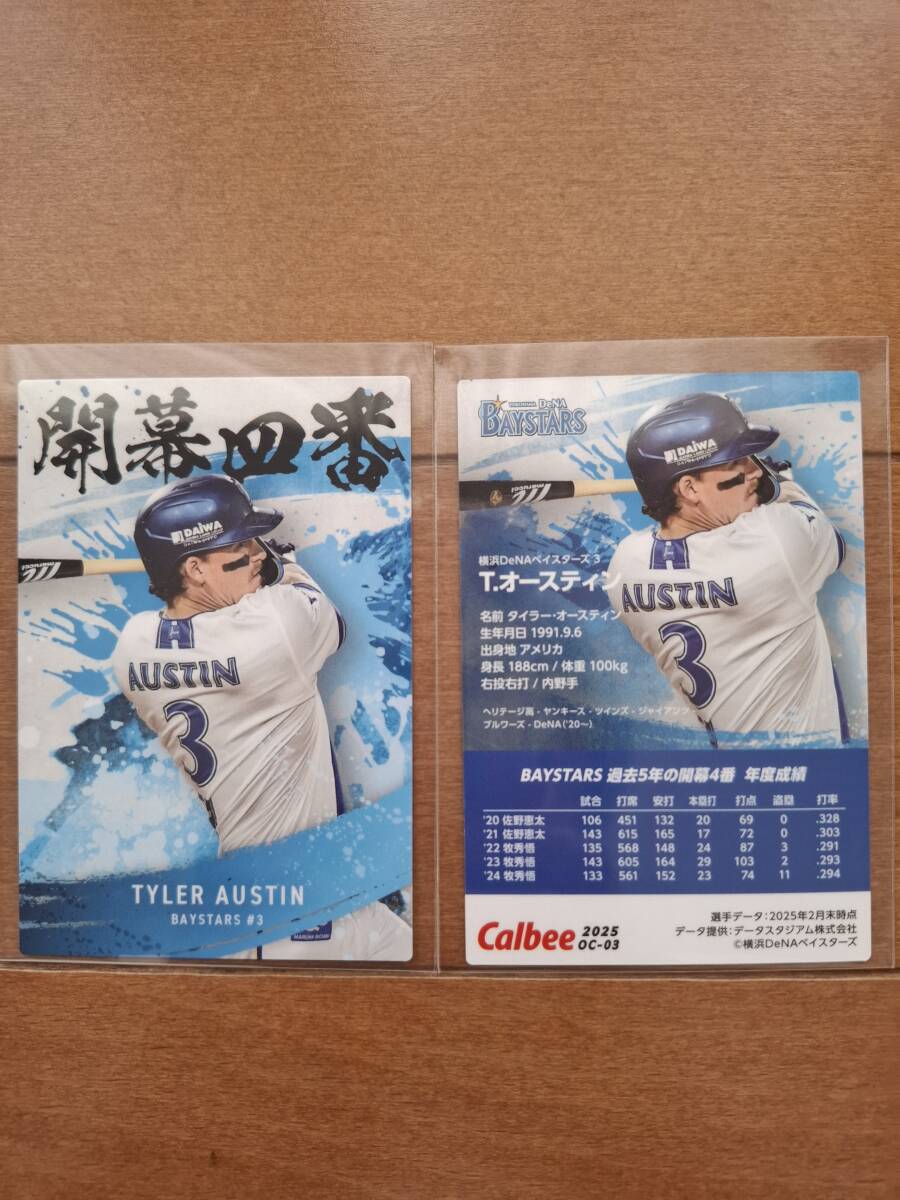 開幕四番
DAIWA
marucci
AUSTIN
3
TYLER AUSTIN
BAYSTARS #3
YOKOHAMA DeNA
BAYSTARS
DAIWA
marucci
横浜DeNAベイスターズ 3
T.オースティン
AUSTIN
3
名前 タイラー・オースティン
生年月日 1991.9.6
出身地 アメリカ
身長 188cm / 体重 100kg
右投右打 / 内野手
ヘリテージ高 - ヤンキース - ツインズ - ジャイアンツ -
ブルワーズ - DeNA('20~)
BAYSTARS 過去5年の開幕4番 年度成績
試合 打席 安打 本塁打 打点 盗塁 打率
'20 佐野恵太 106 451 132 20 69 0 .328
'21 佐野恵太 143 615 165 17 72 0 .303
'22 牧秀悟 135 568 148 24 87 3 .291
'23 牧秀悟 143 605 164 29 103 2 .293
'24 牧秀悟 133 561 152 23 74 11 .294
Calbee 2025
OC-03
選手データ:2025年2月末時点
データ提供:データスタジアム株式会社
©横浜DeNAベイスターズ